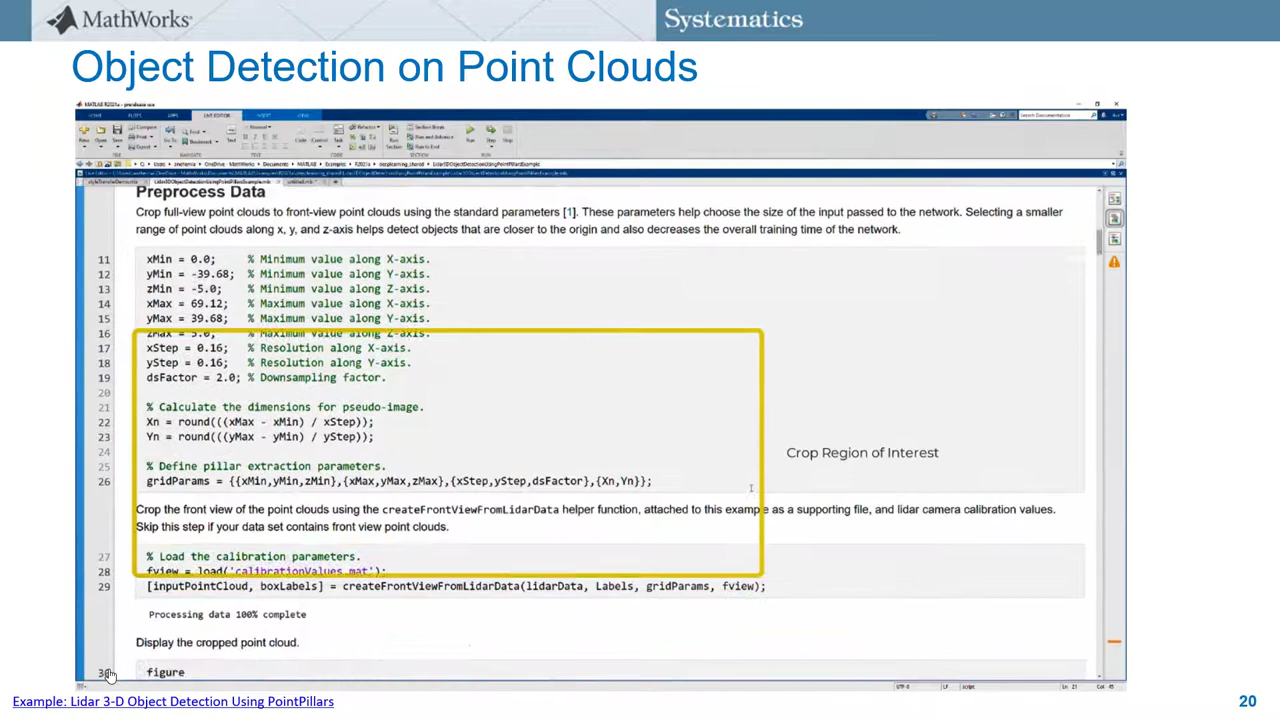 MathWorks
Systematics
Object Detection on Point Clouds
Preprocess Data
Crop full-view point clouds to front-view point clouds using the standard parameters [1]. These parameters help choose the size of the input passed to the network. Selecting a smaller
range of point clouds along x, y, and z-axis helps detect objects that are closer to the origin and also decreases the overall training time of the network.
11 xMin = 0.0; % Minimum value along X-axis.
12 yMin = -39.68; % Minimum value along Y-axis.
13 zMin = -5.0; % Minimum value along Z-axis.
14 xMax = 69.12; % Maximum value along X-axis.
15 yMax = 39.68; % Maximum value along Y-axis.
16 zMax = 5.0; % Maximum value along Z-axis.
17 xStep = 0.16; % Resolution along X-axis.
18 yStep = 0.16; % Resolution along Y-axis.
19 dsFactor = 2.0; % Downsampling factor.
20
21 % Calculate the dimensions for pseudo-image.
22 Xn = round(((xMax - xMin) / xStep));
23 Yn = round(((yMax - yMin) / yStep));
24
25 % Define pillar extraction parameters.
26 gridParams = {{xMin,yMin,zMin},{xMax,yMax,zMax},{xStep,yStep,dsFactor},{Xn,Yn}};
Crop Region of Interest
Crop the front view of the point clouds using the createFrontViewFromLidarData helper function, attached to this example as a supporting file, and lidar camera calibration values.
Skip this step if your data set contains front view point clouds.
27 % Load the calibration parameters.
28 fview = load('calibrationValues.mat');
29 [inputPointCloud, boxLabels] = createFrontViewFromLidarData(lidarData, Labels, gridParams, fview);
Processing data 100% complete
Display the cropped point cloud.
30 figure
Example: Lidar 3-D Object Detection Using PointPillars
20